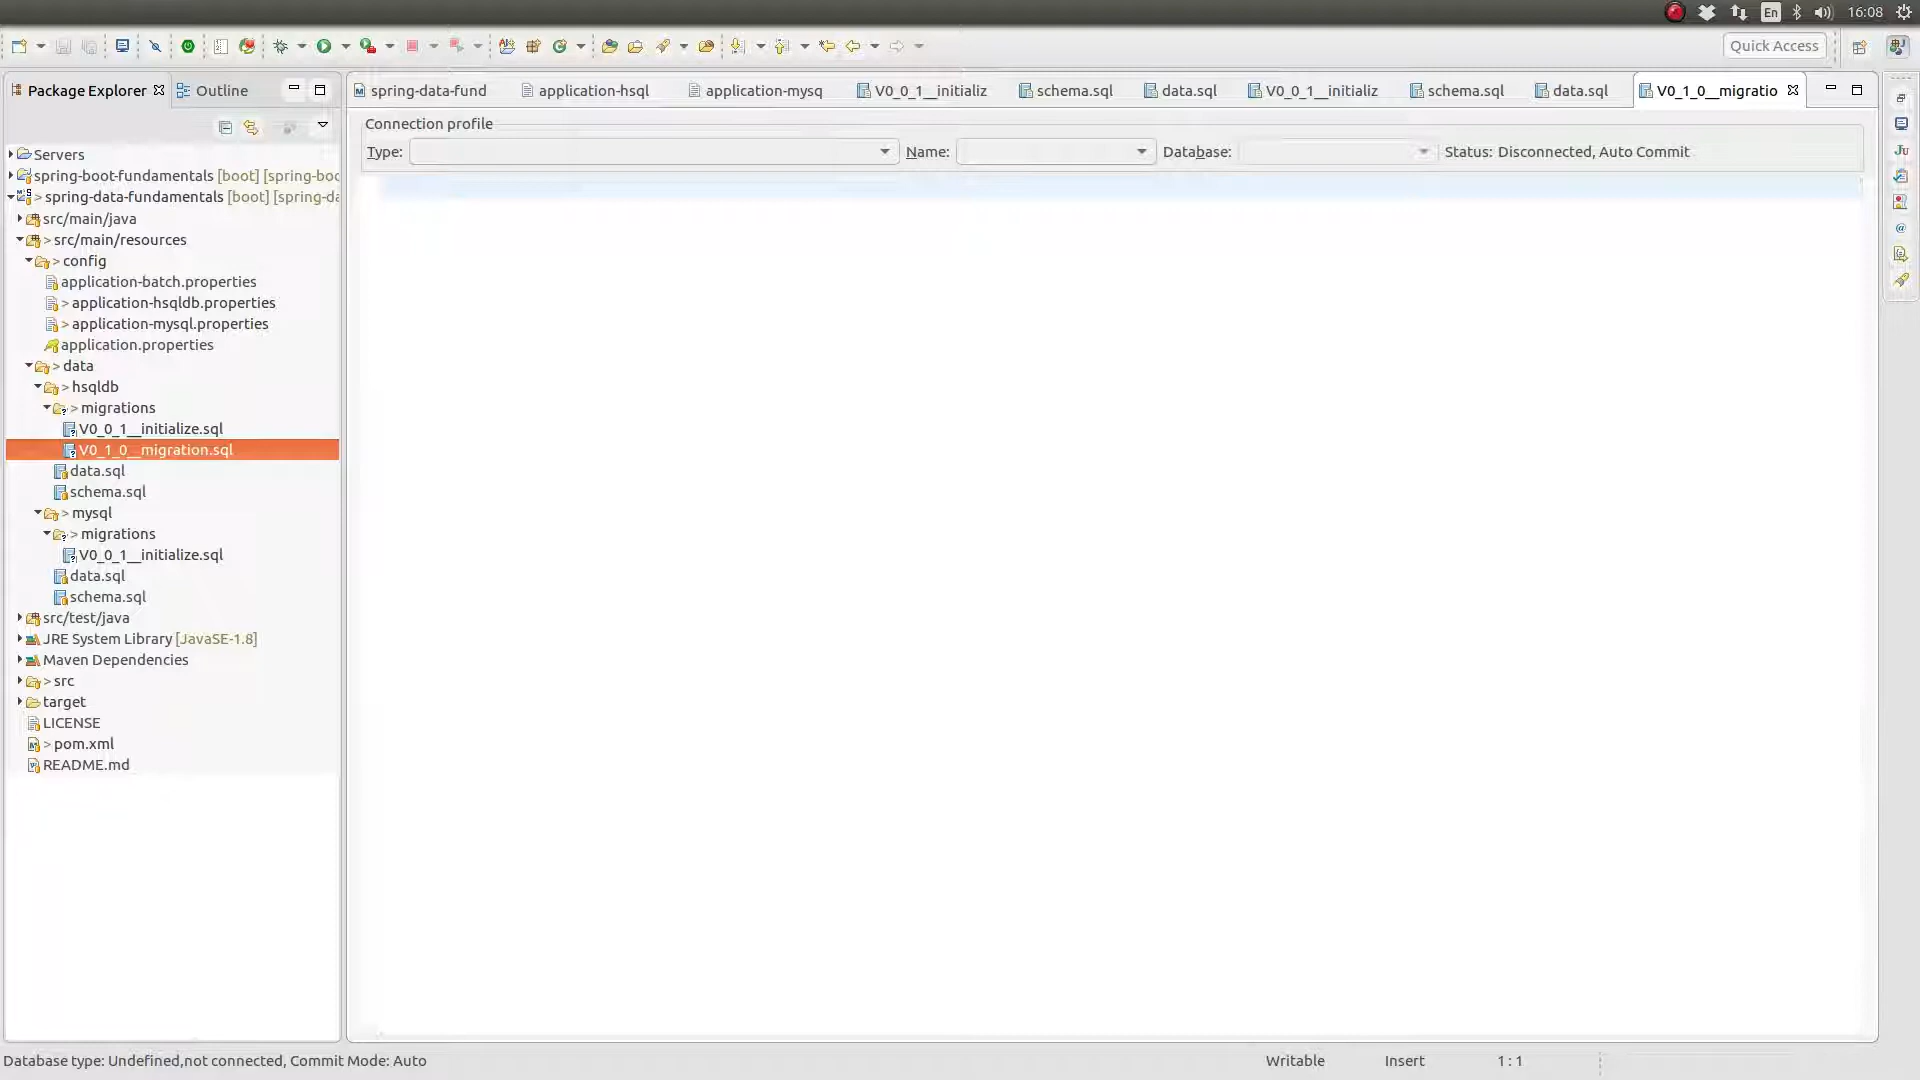 En
16:08
Quick Access
Package Explorer
Outline
spring-data-fund
application-hsql
application-mysq
V0_0_1__initializ
schema.sql
data.sql
V0_0_1__initializ
schema.sql
data.sql
V0_1_0__migratio
Connection profile
Type:
Name:
Database:
Status: Disconnected, Auto Commit
Servers
spring-boot-fundamentals [boot] [spring-boo
> spring-data-fundamentals [boot] [spring-da
src/main/java
> src/main/resources
> config
application-batch.properties
> application-hsqldb.properties
> application-mysql.properties
application.properties
> data
> hsqldb
> migrations
V0_0_1__initialize.sql
V0_1_0__migration.sql
data.sql
schema.sql
> mysql
> migrations
V0_0_1__initialize.sql
data.sql
schema.sql
src/test/java
JRE System Library [JavaSE-1.8]
Maven Dependencies
> src
target
LICENSE
> pom.xml
README.md
Ju
@
Database type: Undefined,not connected, Commit Mode: Auto
Writable
Insert
1 : 1